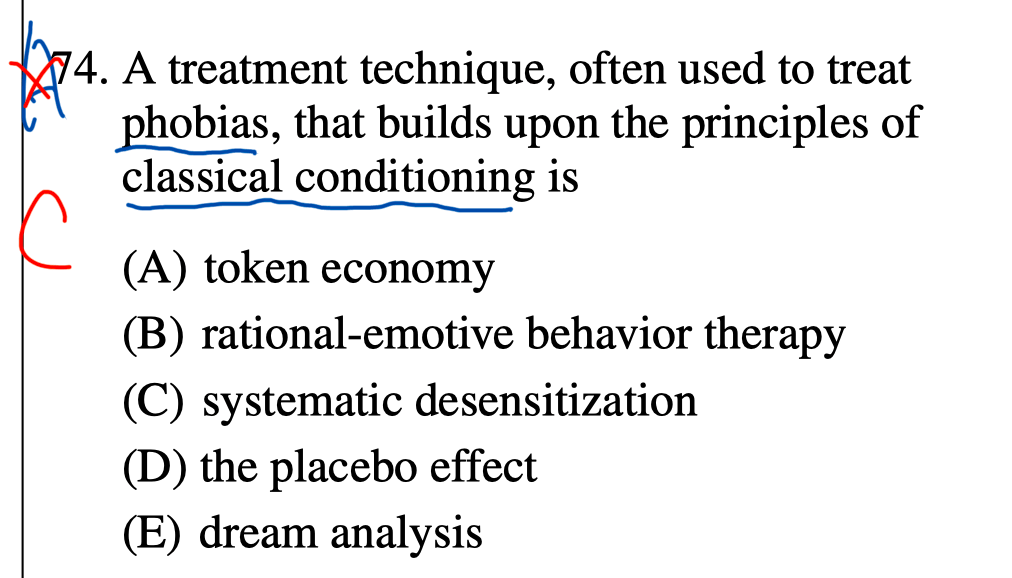 74. A treatment technique, often used to treat
phobias, that builds upon the principles of
classical conditioning is
C
(A) token economy
(B) rational-emotive behavior therapy
(C) systematic desensitization
(D) the placebo effect
(E) dream analysis